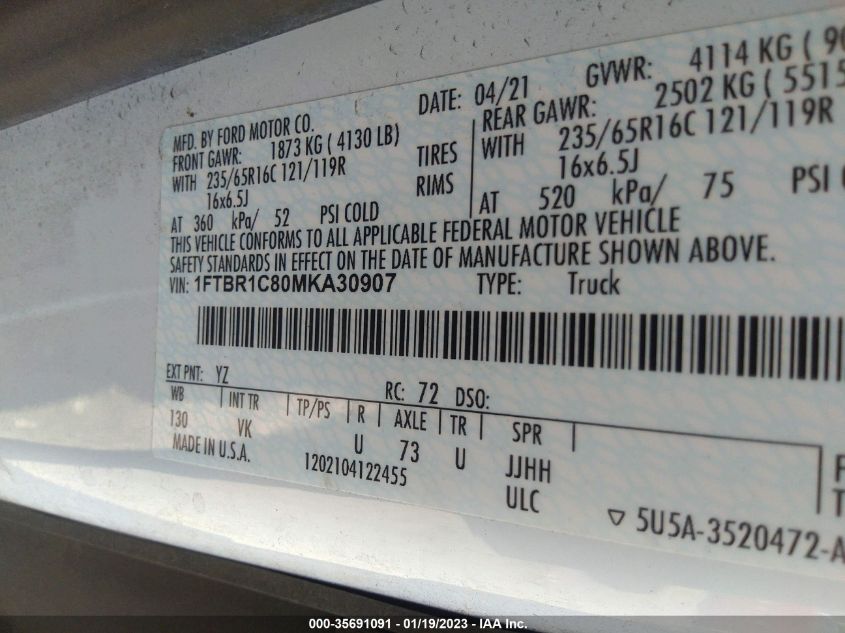 MFD. BY FORD MOTOR CO. DATE: 04/21 GVWR: 4114 KG ( 90
FRONT GAWR: 1873 KG ( 4130 LB) REAR GAWR: 2502 KG ( 5515
WITH 235/65R16C 121/119R TIRES WITH 235/65R16C 121/119R
16x6.5J RIMS 16x6.5J
AT 360 kPa/ 52 PSI COLD AT 520 kPa/ 75 PSI
THIS VEHICLE CONFORMS TO ALL APPLICABLE FEDERAL MOTOR VEHICLE
SAFETY STANDARDS IN EFFECT ON THE DATE OF MANUFACTURE SHOWN ABOVE.
VIN: 1FTBR1C80MKA30907 TYPE: Truck
EXT PNT: YZ RC: 72 DSO:
WB INT TR TP/PS R AXLE TR SPR
130 VK U 73 U JJHH
MADE IN U.S.A. 1202104122455 ULC
5U5A-3520472-A
000-35691091 - 01/19/2023 - IAA Inc.